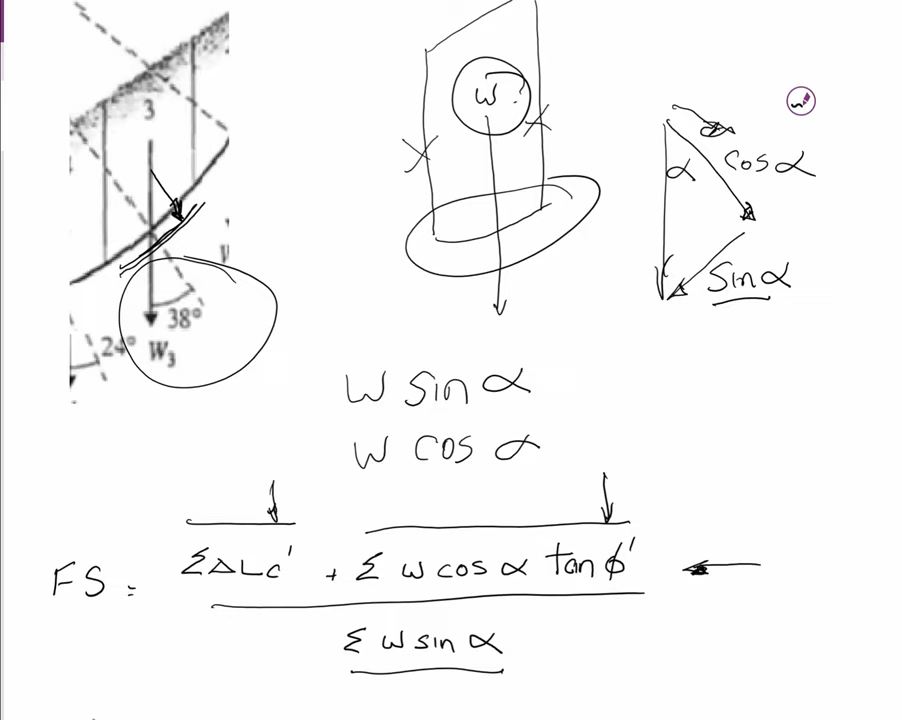 3
38°
24°
W₃
W ?
α
cos α
sin α
W sin α
W cos α
FS = ΣΔLc' + Σ W cos α tan φ'
Σ W sin α